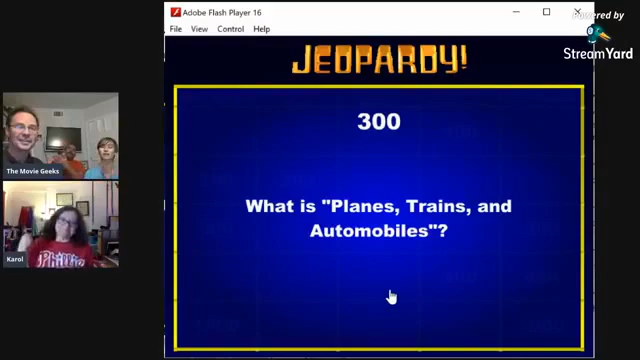 Adobe Flash Player 16
File View Control Help
Powered by
StreamYard
JEOPARDY!
300
What is "Planes, Trains, and
Automobiles"?
The Movie Geeks
Karol
Phillies